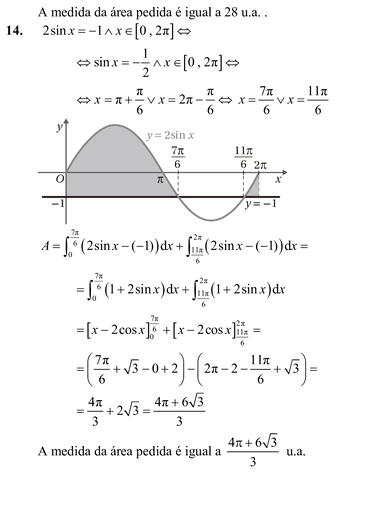 A medida da área pedida é igual a 28 u.a. .
14. 2sin x = −1 ∧ x ∈ [0 , 2π] ⇔
⇔ sin x = −1/2 ∧ x ∈ [0 , 2π] ⇔
⇔ x = π + π/6 ∨ x = 2π − π/6 ⇔ x = 7π/6 ∨ x = 11π/6
y
y = 2sin x
7π/6 11π/6 2π
O π x
−1 y = −1
A = ∫₀^(7π/6) (2sin x − (−1)) dx + ∫_(11π/6)^(2π) (2sin x − (−1)) dx =
= ∫₀^(7π/6) (1 + 2sin x) dx + ∫_(11π/6)^(2π) (1 + 2sin x) dx
= [x − 2cos x]₀^(7π/6) + [x − 2cos x]_(11π/6)^(2π) =
= (7π/6 + √3 − 0 + 2) − (2π − 2 − 11π/6 + √3) =
= 4π/3 + 2√3 = (4π + 6√3)/3
A medida da área pedida é igual a (4π + 6√3)/3 u.a.